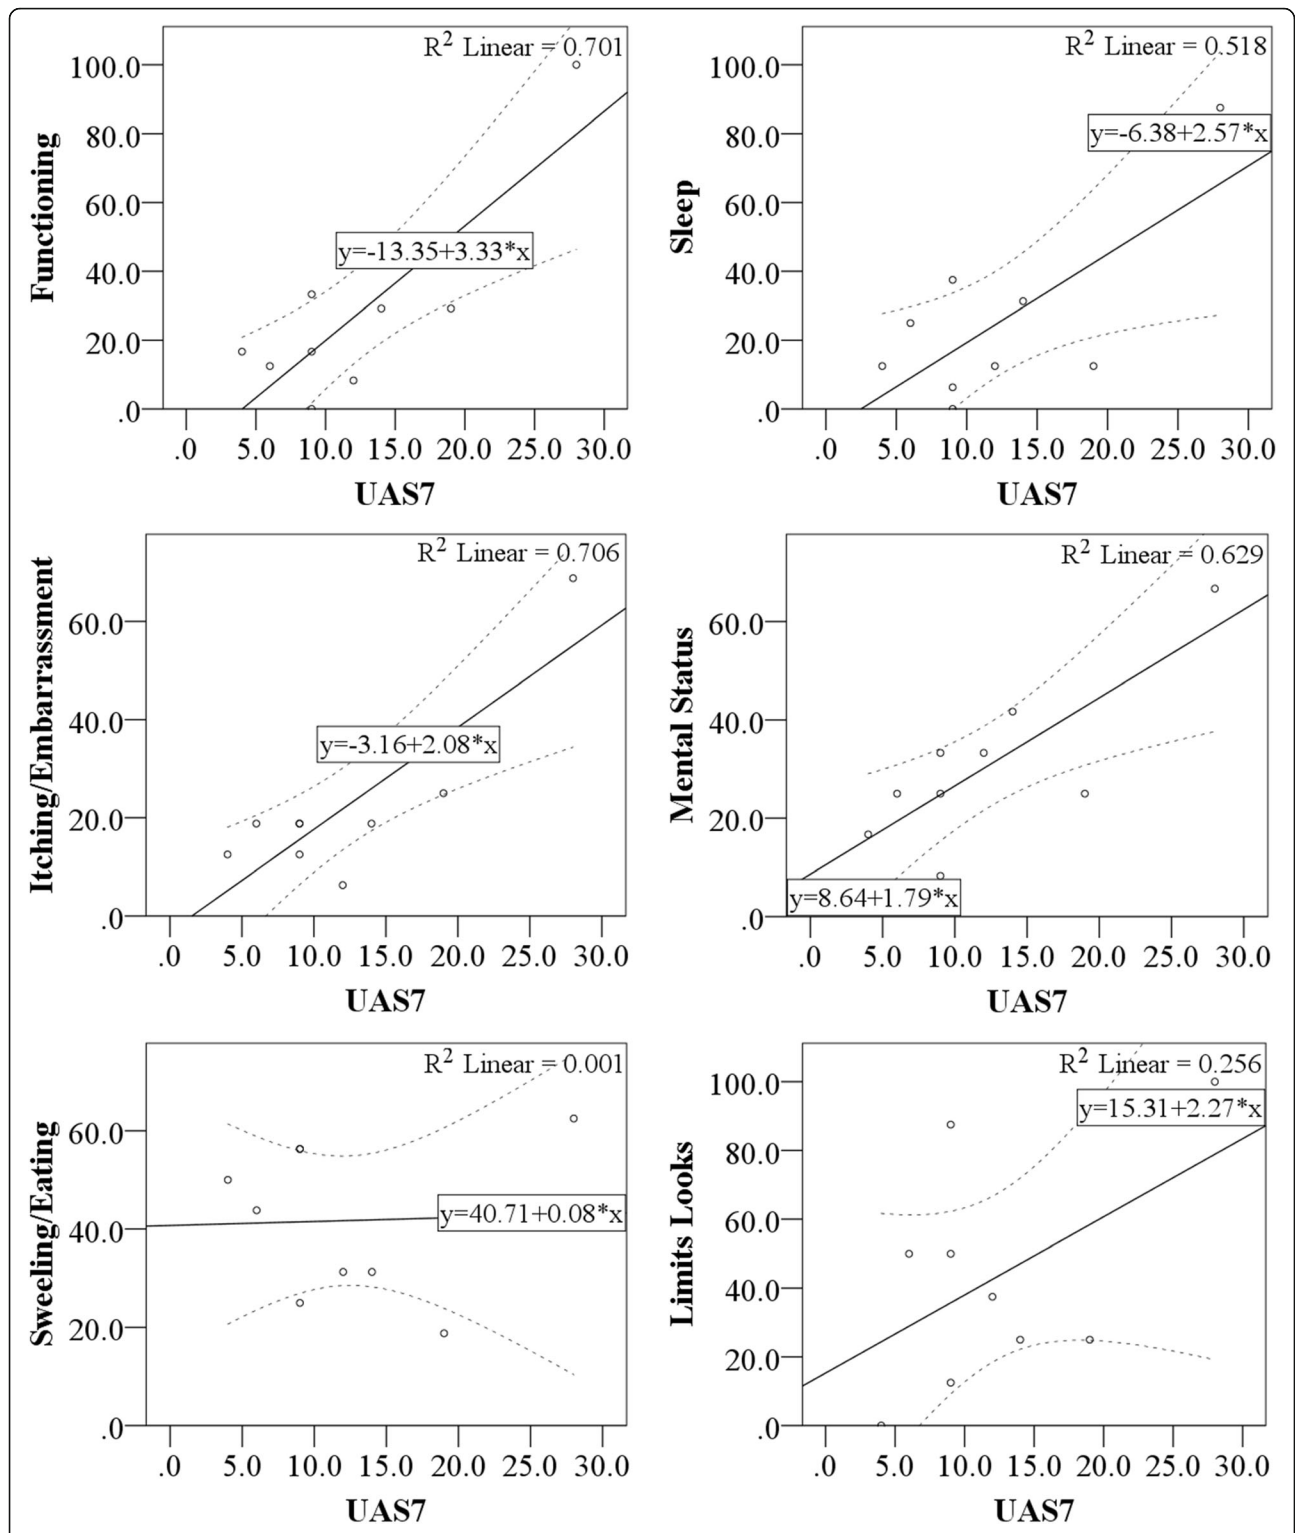 R2 Linear = 0.701
100.0
80.0
60.0
40.0
20.0
.0
Functioning
y=-13.35+3.33*x
.0 5.0 10.0 15.0 20.0 25.0 30.0
UAS7
R2 Linear = 0.518
100.0
80.0
60.0
40.0
20.0
.0
Sleep
y=-6.38+2.57*x
.0 5.0 10.0 15.0 20.0 25.0 30.0
UAS7
R2 Linear = 0.706
60.0
40.0
20.0
.0
Itching/Embarrassment
y=-3.16+2.08*x
.0 5.0 10.0 15.0 20.0 25.0 30.0
UAS7
R2 Linear = 0.629
60.0
40.0
20.0
.0
Mental Status
y=8.64+1.79*x
.0 5.0 10.0 15.0 20.0 25.0 30.0
UAS7
R2 Linear = 0.001
60.0
40.0
20.0
.0
Sweeling/Eating
y=40.71+0.08*x
.0 5.0 10.0 15.0 20.0 25.0 30.0
UAS7
R2 Linear = 0.256
100.0
80.0
60.0
40.0
20.0
.0
Limits Looks
y=15.31+2.27*x
.0 5.0 10.0 15.0 20.0 25.0 30.0
UAS7